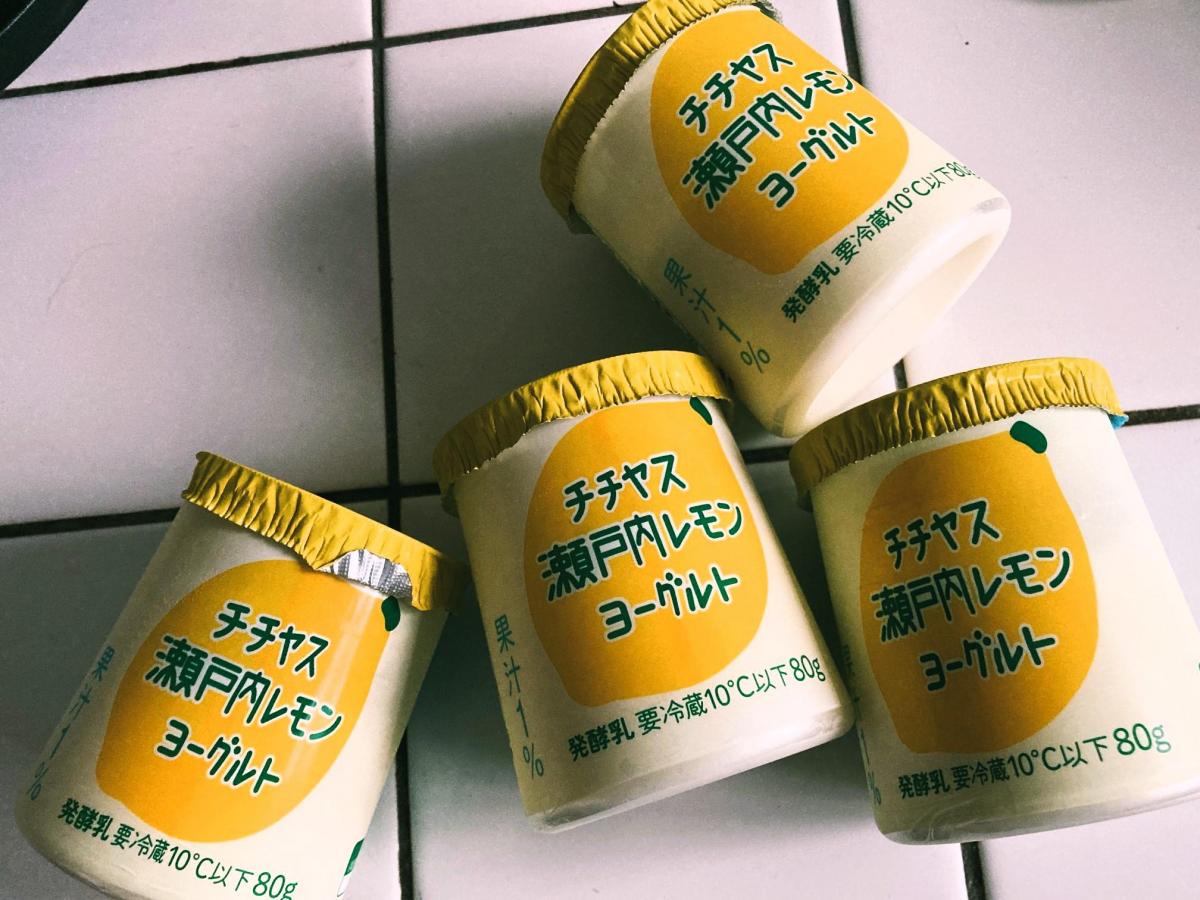 チチヤス
瀬戸内レモン
ヨーグルト
発酵乳 要冷蔵10℃以下80g
果汁1%
チチヤス
瀬戸内レモン
ヨーグルト
発酵乳 要冷蔵10℃以下80g
果汁1%
チチヤス
瀬戸内レモン
ヨーグルト
発酵乳 要冷蔵10℃以下80g
チチヤス
瀬戸内レモン
ヨーグルト
発酵乳 要冷蔵10℃以下80g
果汁1%